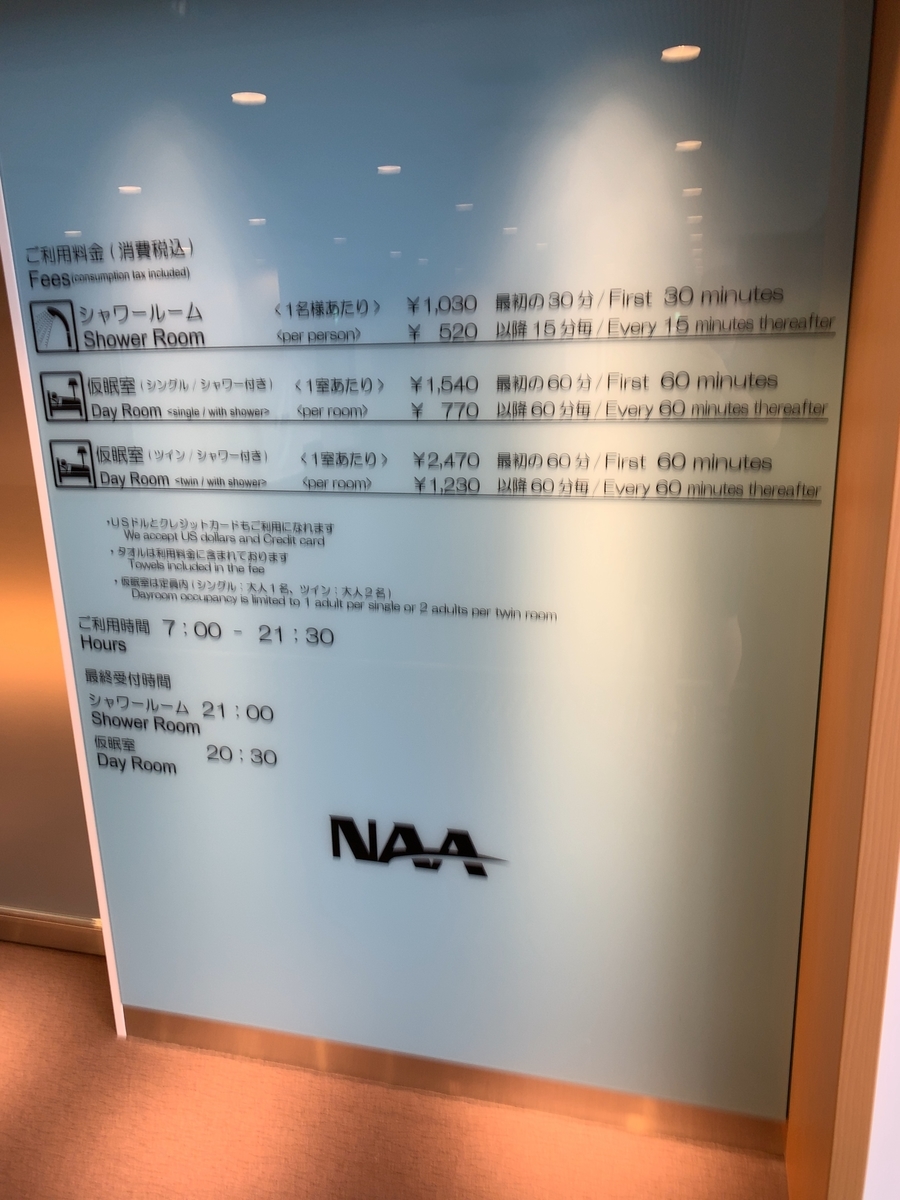 ご利用料金（消費税込）
Fees(consumption tax included)
シャワールーム 〈1名様あたり〉 ¥1,030 最初の30分/First 30 minutes
Shower Room 〈per person〉 ¥ 520 以降15分毎/Every 15 minutes thereafter
仮眠室（シングル/シャワー付き） 〈1室あたり〉 ¥1,540 最初の60分/First 60 minutes
Day Room <single / with shower> 〈per room〉 ¥ 770 以降60分毎/Every 60 minutes thereafter
仮眠室（ツイン/シャワー付き） 〈1室あたり〉 ¥2,470 最初の60分/First 60 minutes
Day Room <twin / with shower> 〈per room〉 ¥1,230 以降60分毎/Every 60 minutes thereafter
・USドルとクレジットカードもご利用になれます
We accept US dollars and Credit card
・タオルは利用料金に含まれております
Towels included in the fee
・仮眠室は定員内（シングル：大人1名、ツイン：大人2名）
Dayroom occupancy is limited to 1 adult per single or 2 adults per twin room
ご利用時間 7：00 - 21：30
Hours
最終受付時間
シャワールーム 21：00
Shower Room
仮眠室 20：30
Day Room
NAA